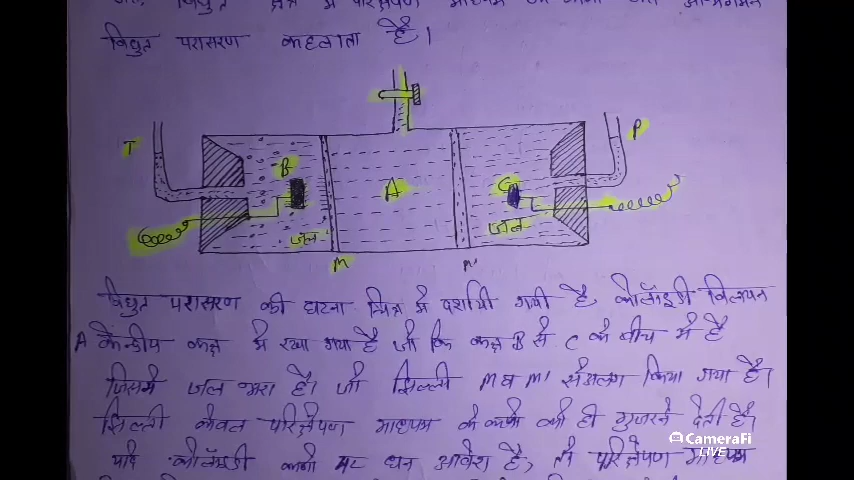 विद्युत परासरण कहलाता है।
T
P
B
A
C
जल
जल
M
M'
विद्युत परासरण की घटना चित्र में दर्शायी गयी है कोलॉइडी विलयन
A केन्द्रीय कक्ष में रखा गया है जो कि कक्ष B से C के बीच में है
जिसमें जल भरा है। जो झिल्ली M व M' से अलग किया गया है।
झिल्ली केवल परिक्षेपण माध्यम के कणों को ही गुजरने देती है।
यदि कोलॉइडी कणों पर धन आवेश है, तो परिक्षेपण माध्यम
CameraFi
LIVE